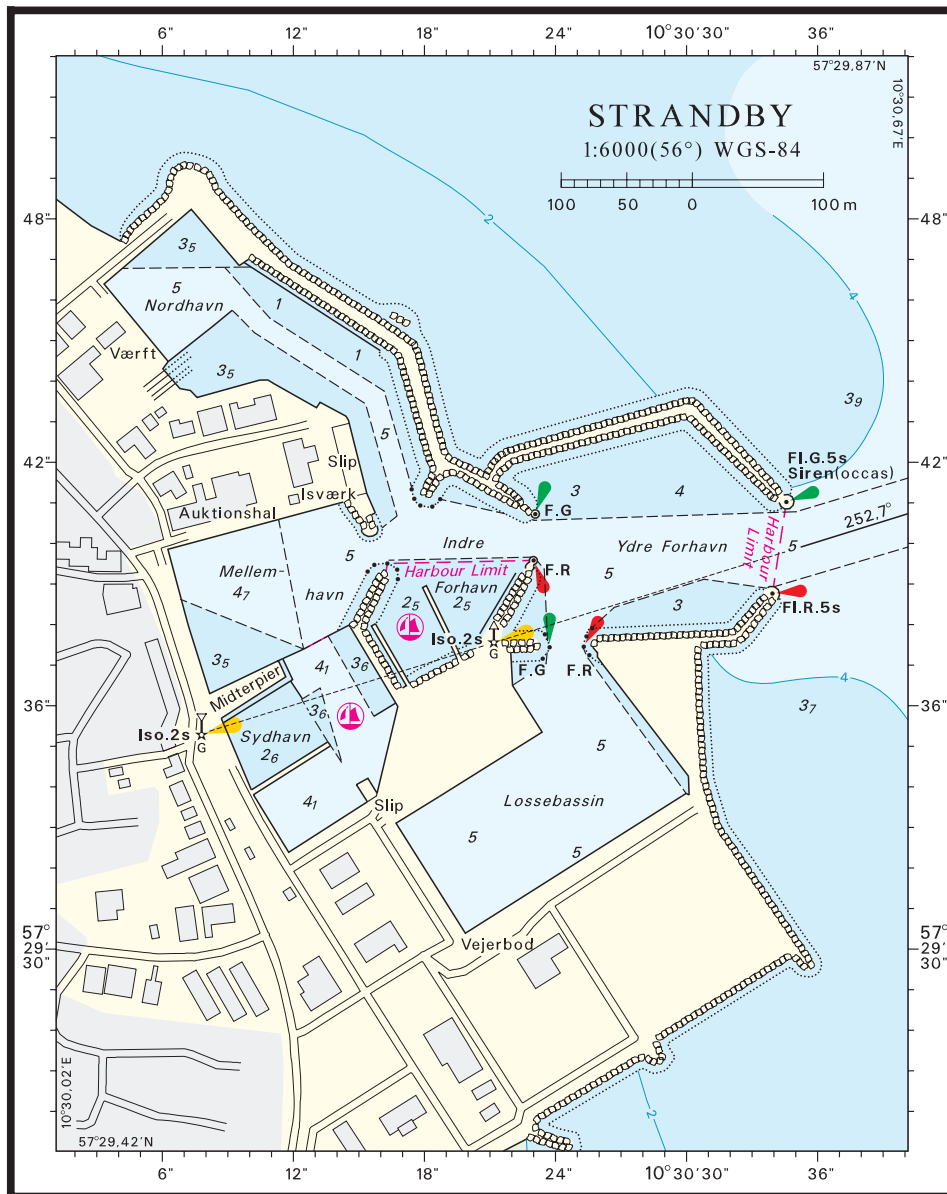 6" 12" 18" 24" 10°30'30" 36"
57°29,87'N
10°30,67'E
STRANDBY
1:6000(56°) WGS-84
100 50 0 100 m
48" 48"
2
4
3₅
5
Nordhavn
1
Værft
1
3₅
3₉
5
42" 42"
Fl.G.5s
Siren(occas)
Slip
Isværk
3 4
F.G
Auktionshal
252,7°
Indre
Ydre Forhavn
5
Harbour
Limit
5
Mellem
4₇
havn
Harbour Limit
Forhavn
F.R
5
2₅ 2₅
3
Fl.R.5s
Iso.2s
G
3₅
4₁ 3₆
F.G F.R
4
Midterpier
36" 36"
3₆
3₇
Iso.2s
G
Sydhavn
2₆
5
4₁
Slip
Lossebassin
5
5
Vejerbod
57° 57°
29' 29'
30" 30"
10°30,02'E
2
57°29,42'N
6" 12" 18" 24" 10°30'30" 36"